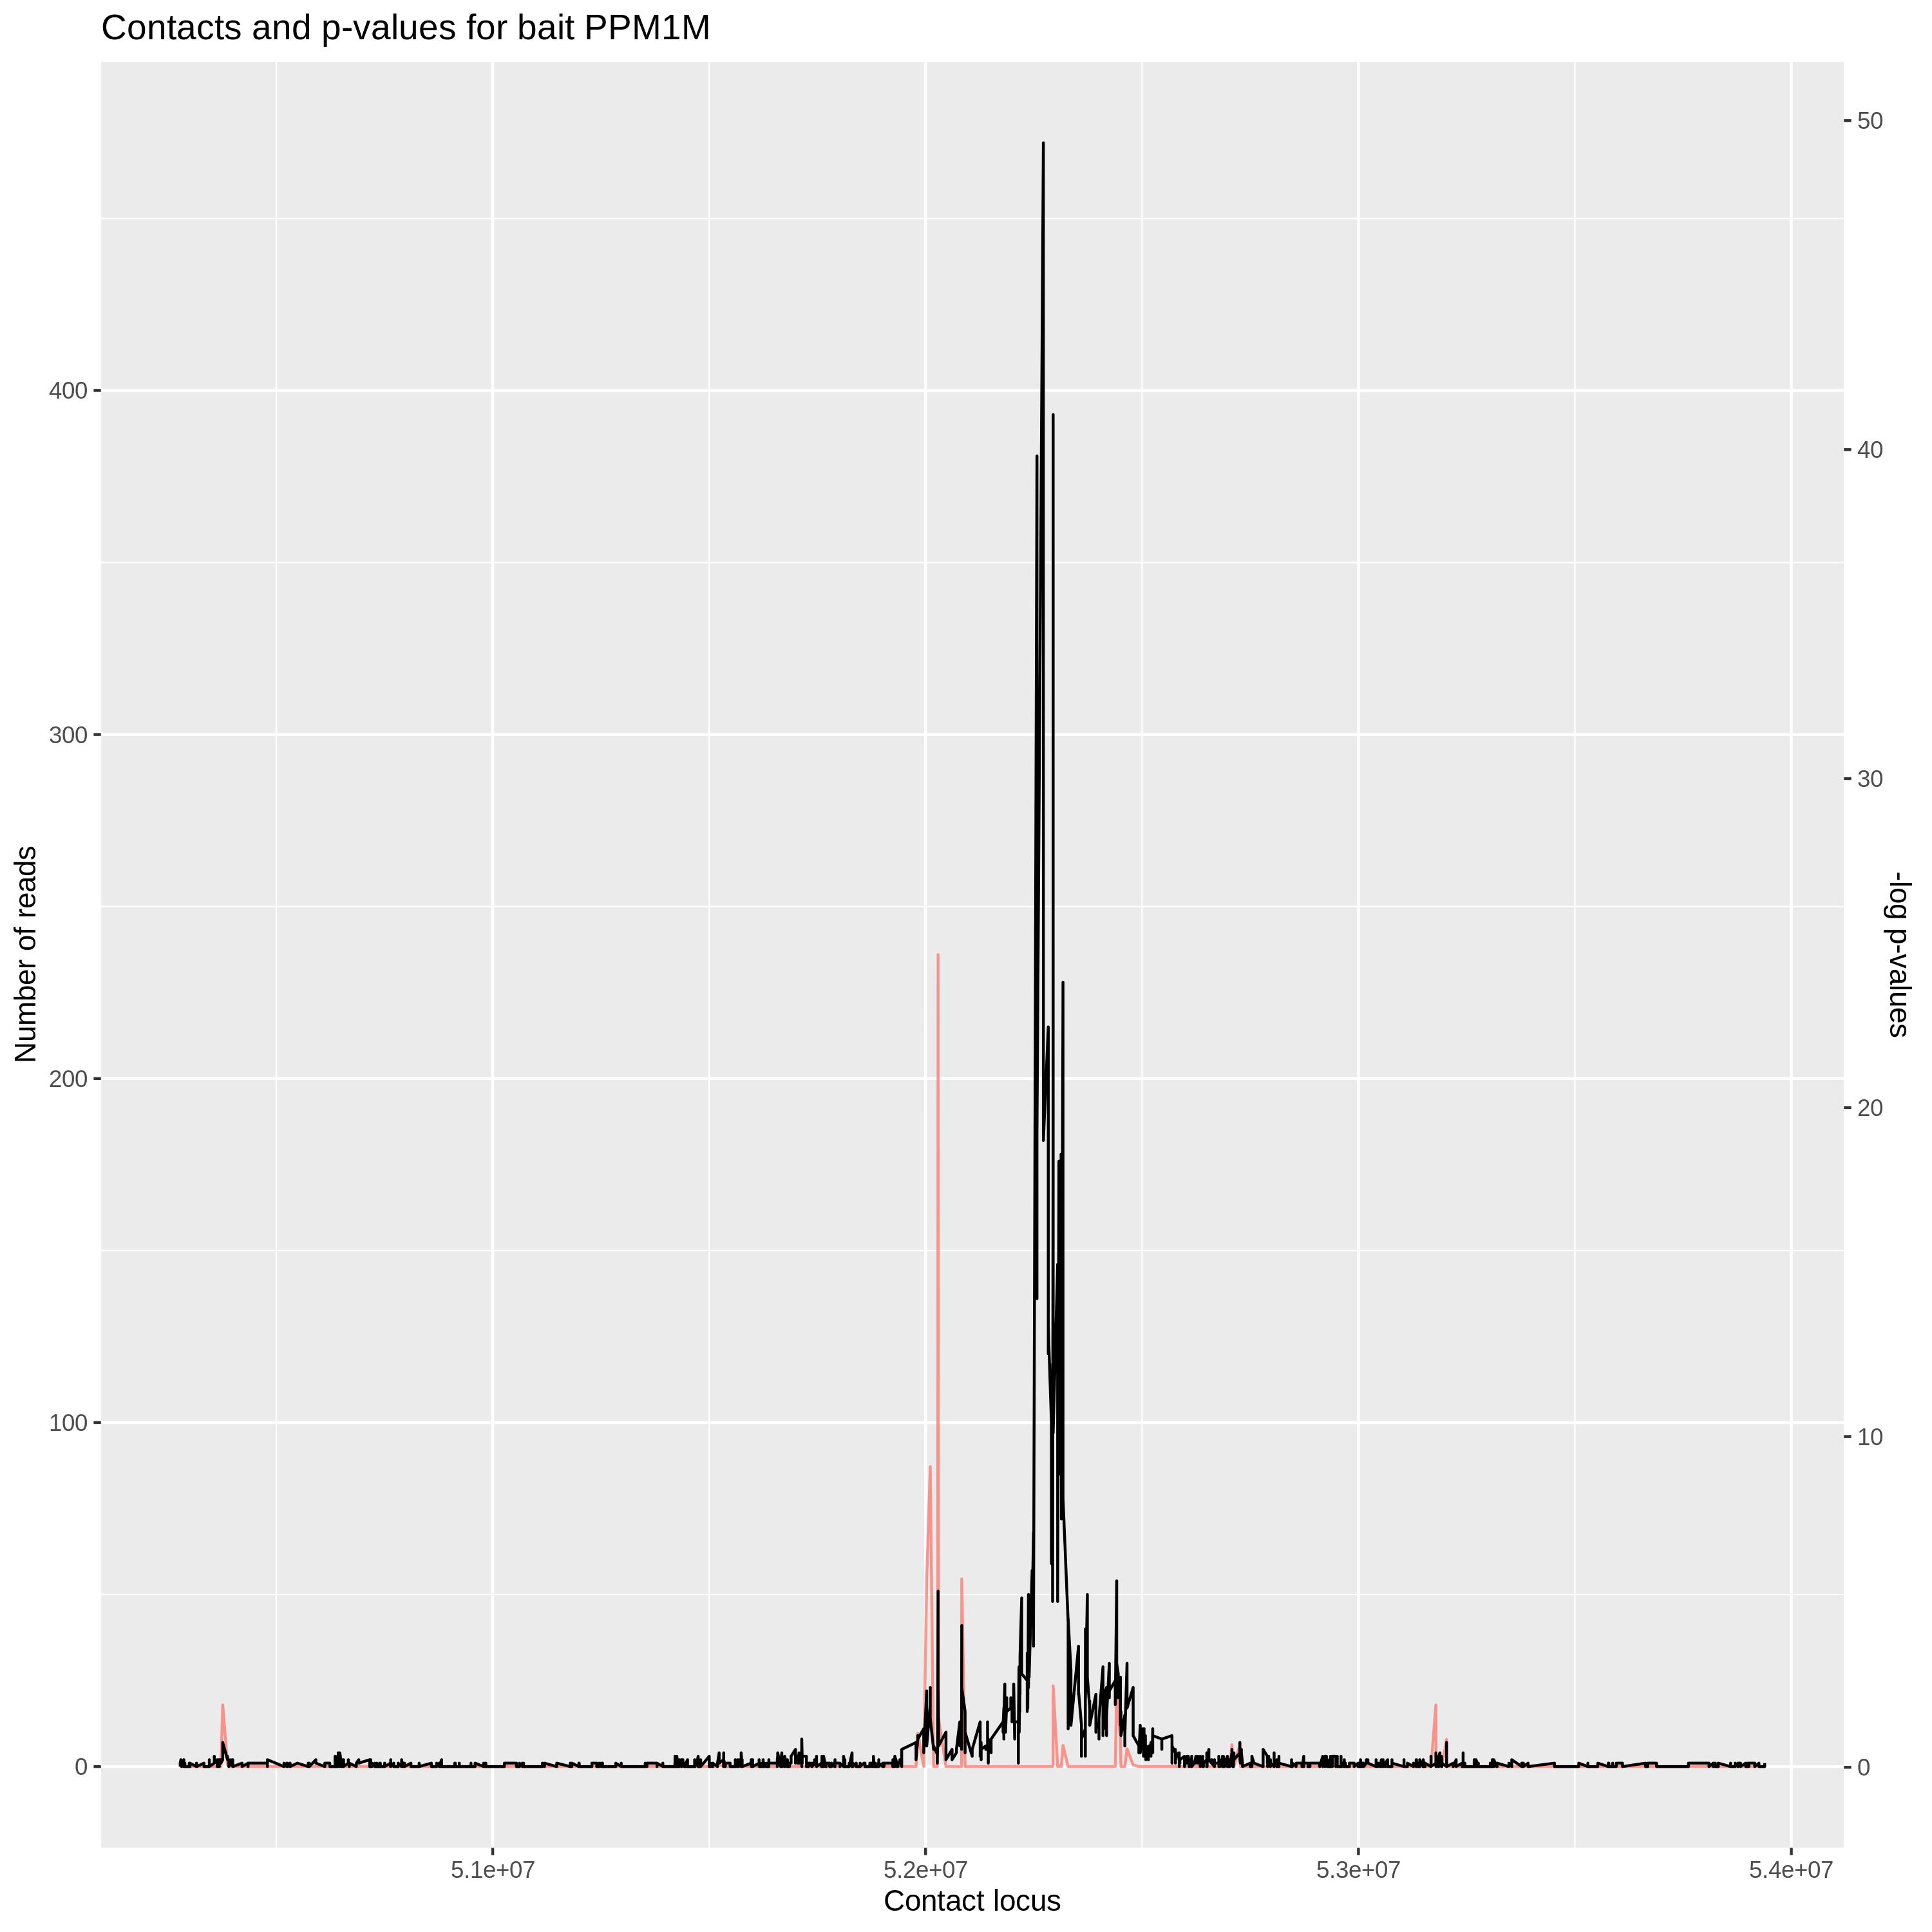 Contacts and p-values for bait PPM1M
Number of reads
400
300
200
100
0
50
40
30
20
10
0
-log p-values
5.1e+07 5.2e+07 5.3e+07 5.4e+07
Contact locus